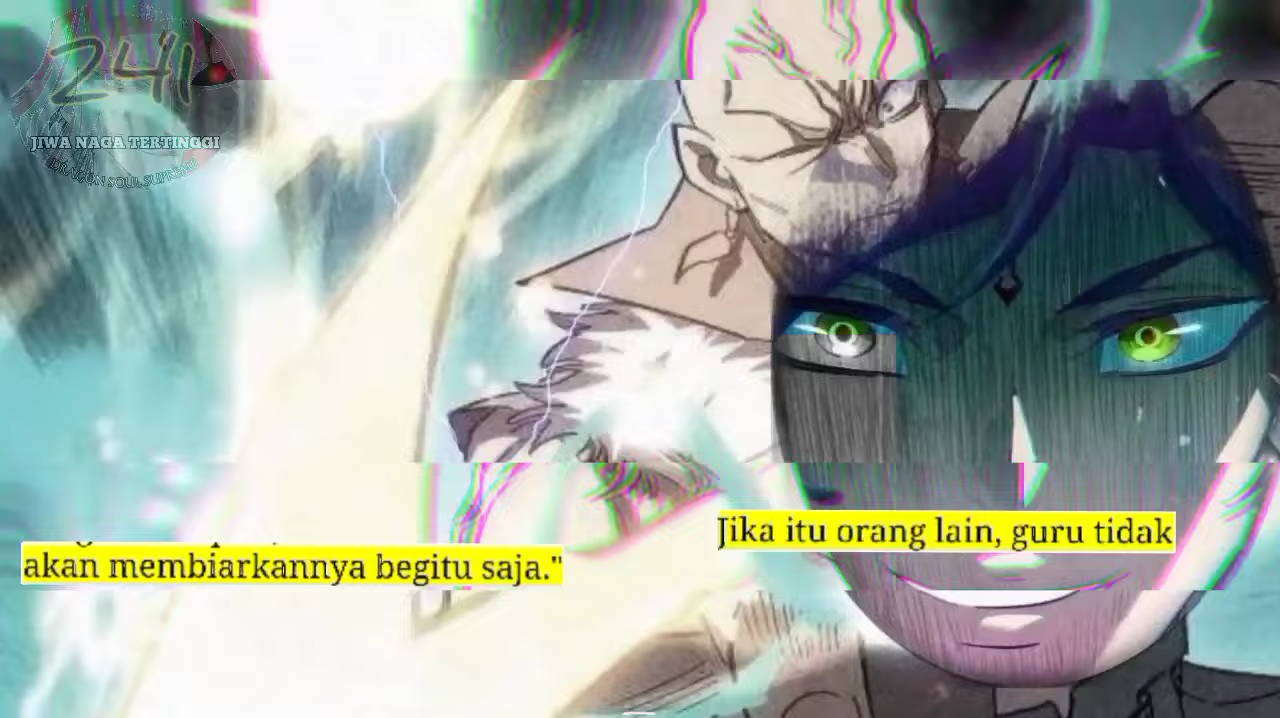 241
JIWA NAGA TERTINGGI
DRAGON SOUL SUPREME
Jika itu orang lain, guru tidak
akan membiarkannya begitu saja."